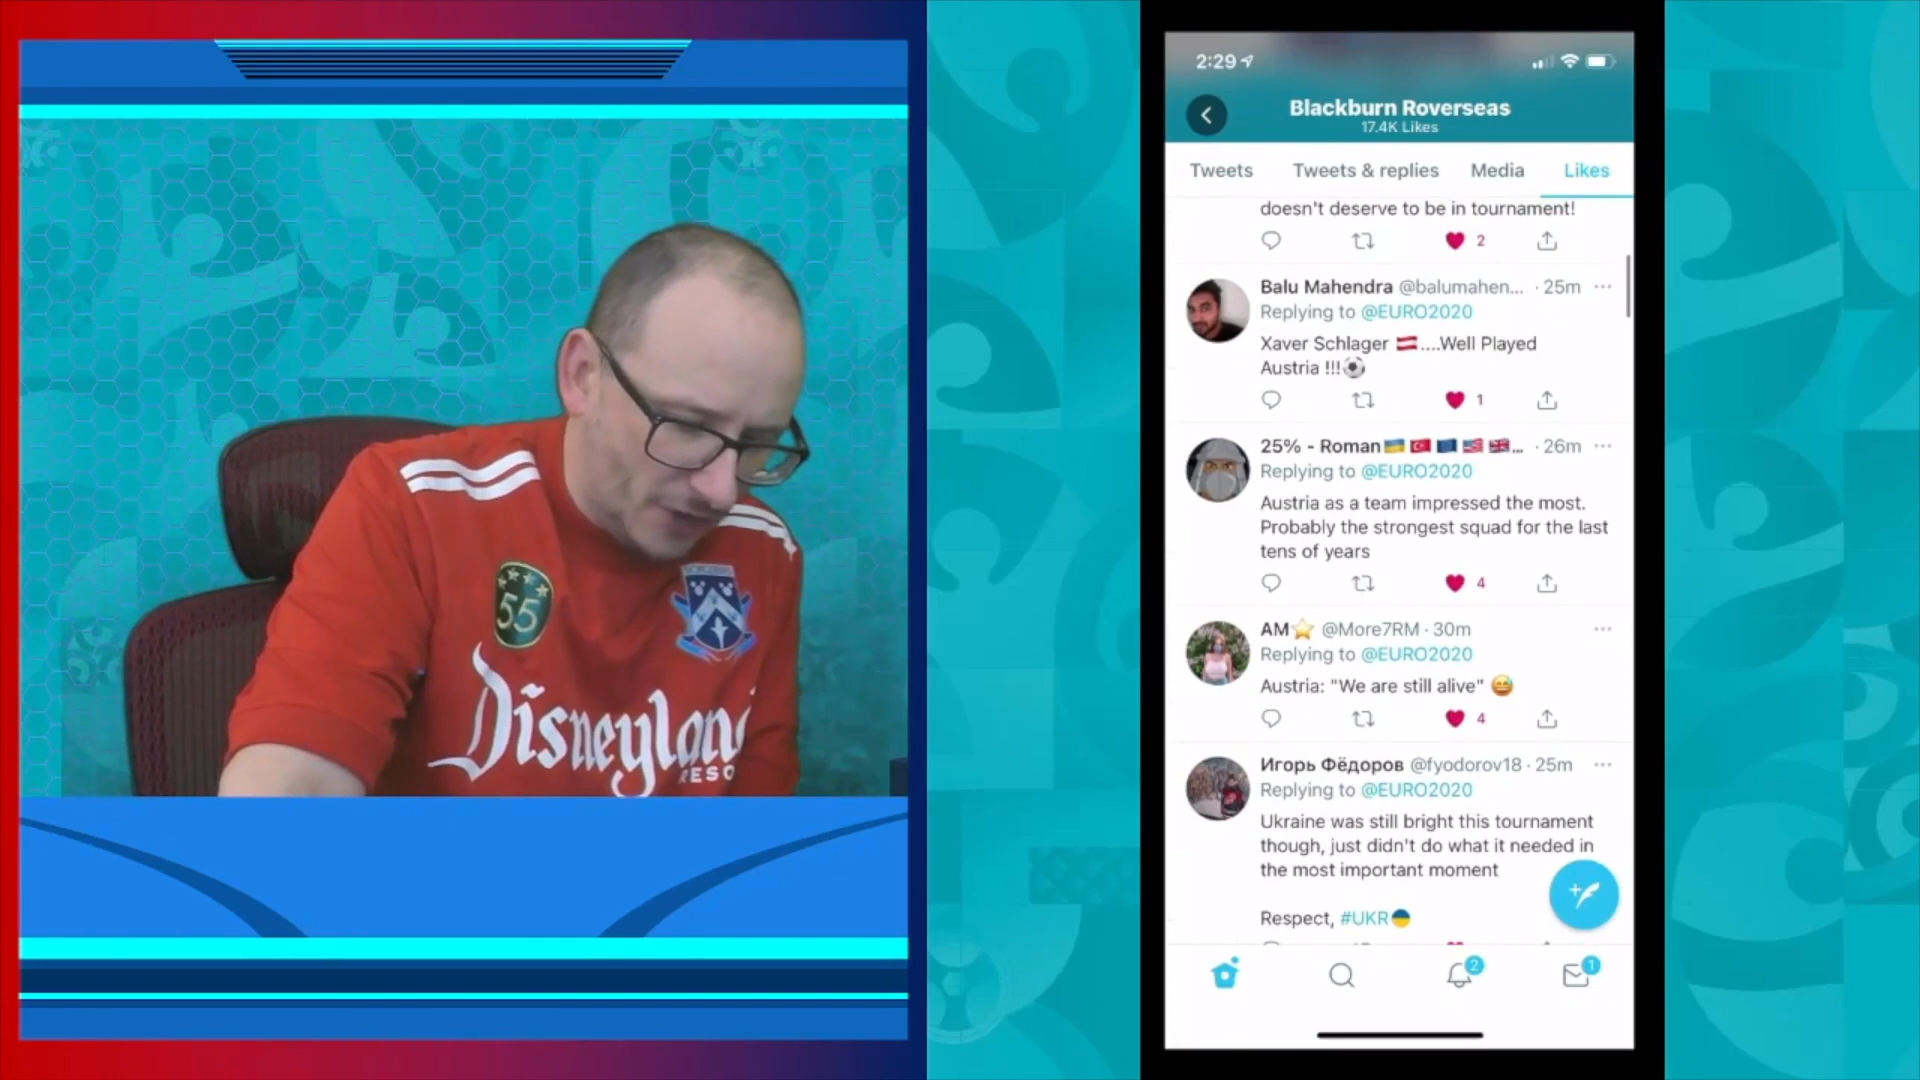 55
Disneyland
RESO
2:29
Blackburn Roverseas
17.4K Likes
Tweets Tweets & replies Media Likes
doesn't deserve to be in tournament!
2
Balu Mahendra @balumahen... · 25m
Replying to @EURO2020
Xaver Schlager 🇦🇹....Well Played
Austria !!!⚽
1
25% - Roman🇺🇦 🇹🇷 🇪🇺 🇺🇸 🇬🇧... · 26m
Replying to @EURO2020
Austria as a team impressed the most.
Probably the strongest squad for the last
tens of years
4
AM⭐ @More7RM · 30m
Replying to @EURO2020
Austria: "We are still alive" 😅
4
Игорь Фёдоров @fyodorov18 · 25m
Replying to @EURO2020
Ukraine was still bright this tournament
though, just didn't do what it needed in
the most important moment
Respect, #UKR
2
1